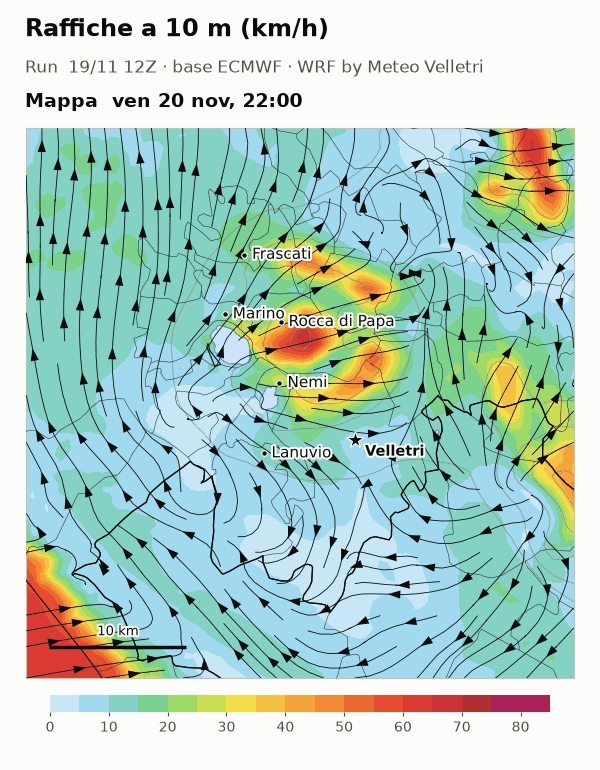 Raffiche a 10 m (km/h)
Run  19/11 12Z · base ECMWF · WRF by Meteo Velletri
Mappa  ven 20 nov, 22:00
Frascati
Marino
Rocca di Papa
Nemi
Lanuvio
Velletri
10 km
0 10 20 30 40 50 60 70 80